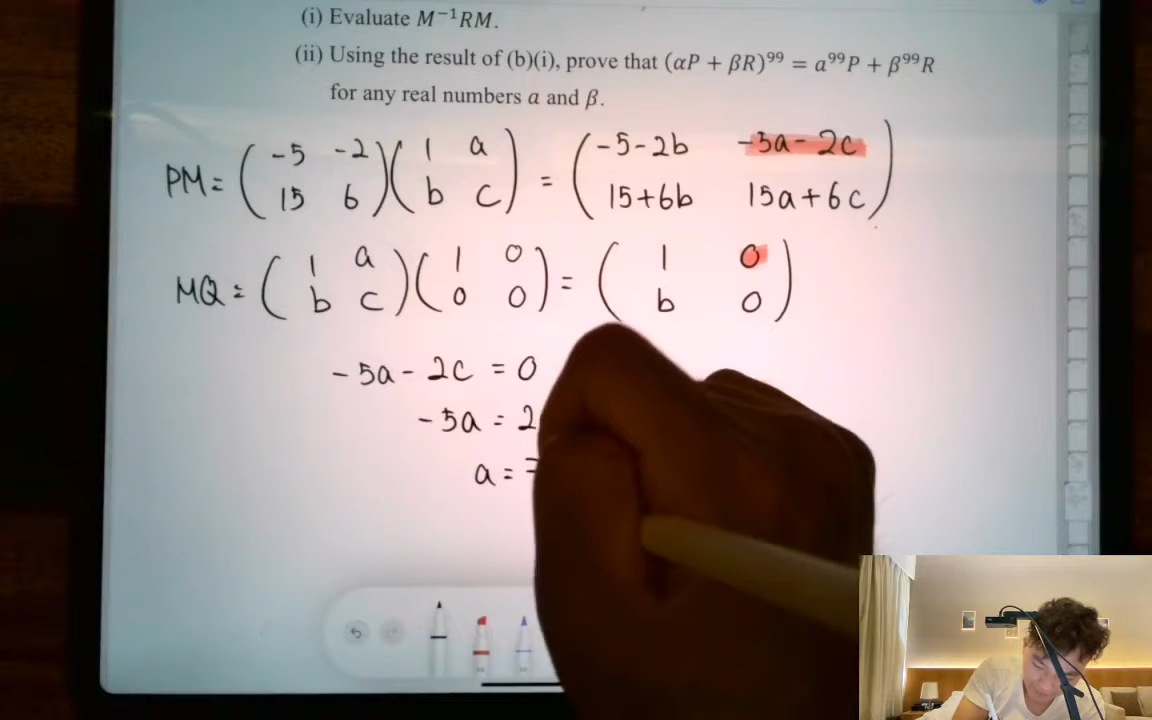 (i) Evaluate M⁻¹RM.
(ii) Using the result of (b)(i), prove that (αP + βR)⁹⁹ = a⁹⁹P + β⁹⁹R
for any real numbers a and β.
PM = ( -5 -2 ; 15 6 ) ( 1 a ; b c ) = ( -5-2b -5a-2c ; 15+6b 15a+6c )
MQ = ( 1 a ; b c ) ( 1 0 ; 0 0 ) = ( 1 0 ; b 0 )
-5a - 2c = 0
-5a = 2
a =